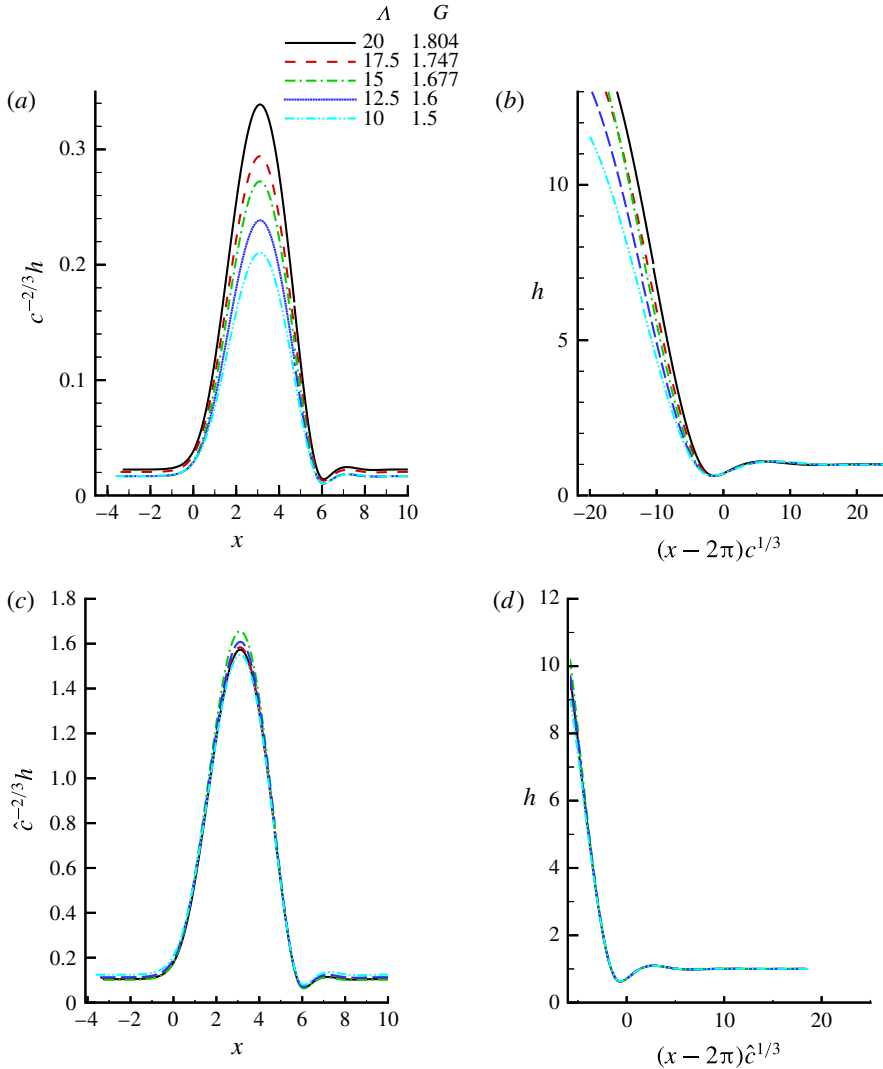 Λ G
20 1.804
17.5 1.747
15 1.677
12.5 1.6
10 1.5
(a)
0.3
0.2
0.1
0
c^{-2/3}h
−4 −2 0 2 4 6 8 10
x
(b)
10
5
0
h
−20 −10 0 10 20
(x − 2π)c^{1/3}
(c)
1.8
1.6
1.4
1.2
1.0
0.8
0.6
0.4
0.2
0
ĉ^{-2/3}h
−4 −2 0 2 4 6 8 10
x
(d)
12
10
8
6
4
2
0
h
0 10 20
(x − 2π)ĉ^{1/3}